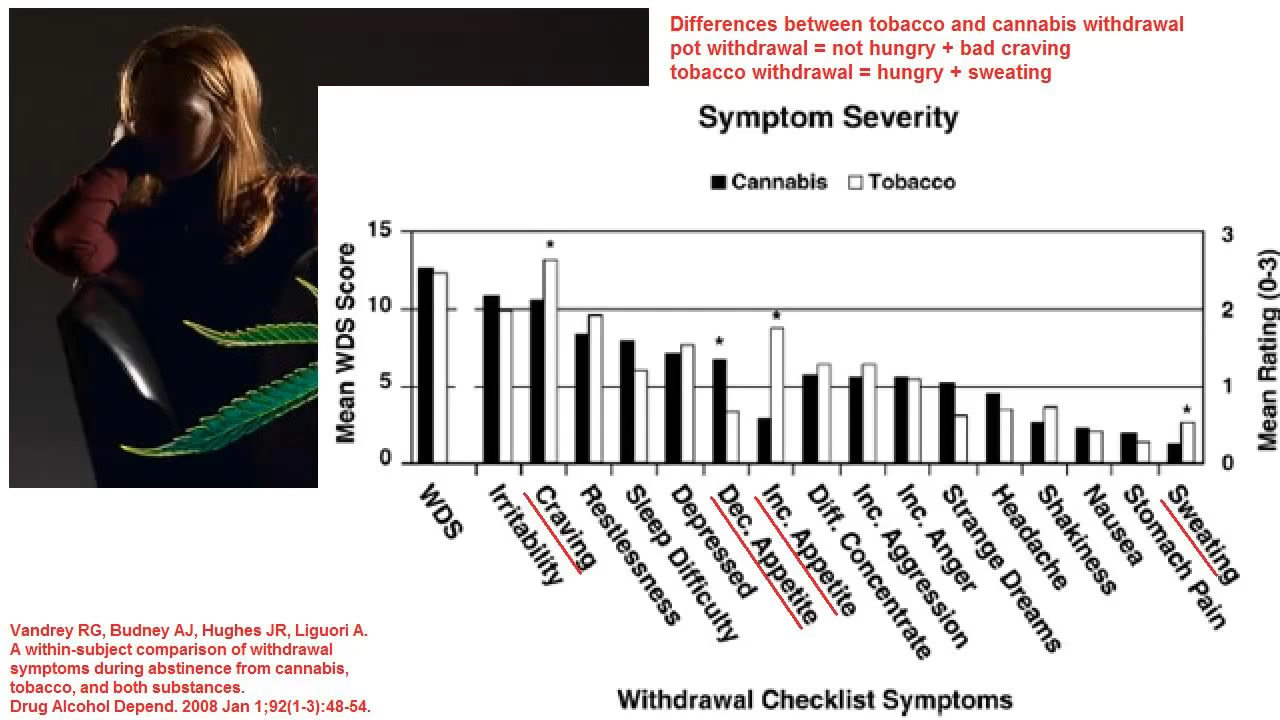 Differences between tobacco and cannabis withdrawal
pot withdrawal = not hungry + bad craving
tobacco withdrawal = hungry + sweating
Symptom Severity
Cannabis Tobacco
Mean WDS Score
15
10
5
0
3
2
1
0
Mean Rating (0-3)
*
*
*
*
WDS
Irritability
Craving
Restlessness
Sleep Difficulty
Depressed
Dec. Appetite
Inc. Appetite
Diff. Concentrate
Inc. Aggression
Inc. Anger
Strange Dreams
Headache
Shakiness
Nausea
Stomach Pain
Sweating
Withdrawal Checklist Symptoms
Vandrey RG, Budney AJ, Hughes JR, Liguori A.
A within-subject comparison of withdrawal
symptoms during abstinence from cannabis,
tobacco, and both substances.
Drug Alcohol Depend. 2008 Jan 1;92(1-3):48-54.